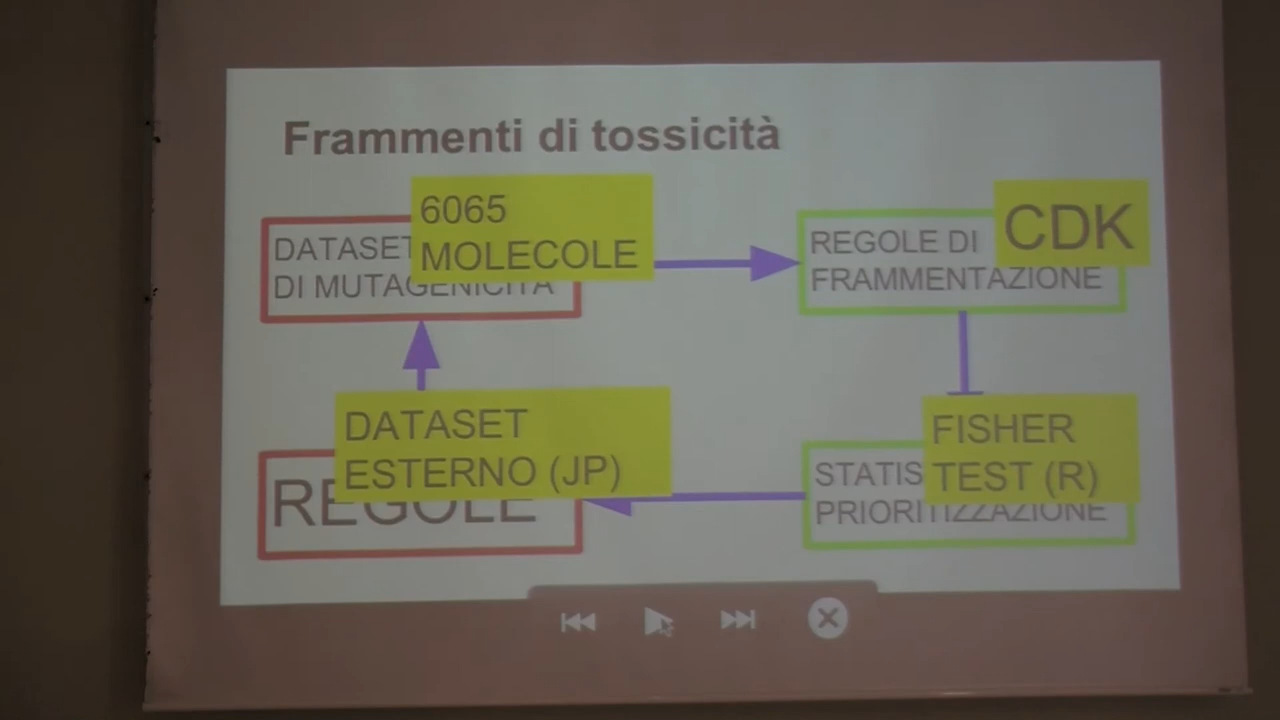 Frammenti di tossicità
6065
MOLECOLE
DATASET
DI MUTAGENICITÀ
CDK
REGOLE DI
FRAMMENTAZIONE
DATASET
ESTERNO (JP)
REGOLE
FISHER
TEST (R)
STATIS
PRIORITIZZAZIONE